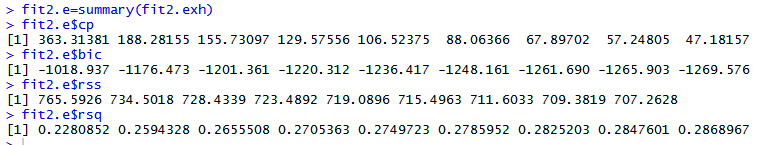 > fit2.e=summary(fit2.exh)
> fit2.e$cp
[1] 363.31381 188.28155 155.73097 129.57556 106.52375 88.06366 67.89702 57.24805 47.18157
> fit2.e$bic
[1] -1018.937 -1176.473 -1201.361 -1220.312 -1236.417 -1248.161 -1261.690 -1265.903 -1269.576
> fit2.e$rss
[1] 765.5926 734.5018 728.4339 723.4892 719.0896 715.4963 711.6033 709.3819 707.2628
> fit2.e$rsq
[1] 0.2280852 0.2594328 0.2655508 0.2705363 0.2749723 0.2785952 0.2825203 0.2847601 0.2868967
>